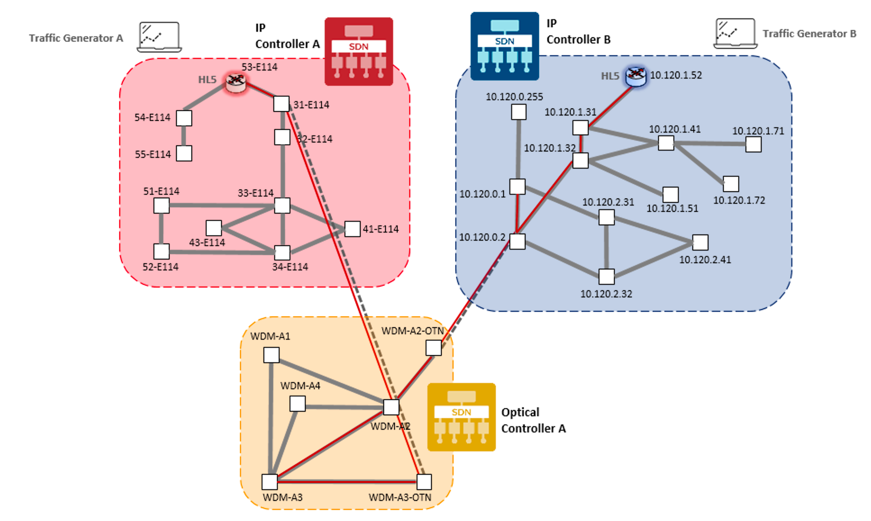 Traffic Generator A
IP
Controller A
SDN
SDN
IP
Controller B
Traffic Generator B
53-E114
HL5
31-E114
54-E114
32-E114
55-E114
51-E114
33-E114
43-E114
41-E114
52-E114
34-E114
HL5
10.120.1.52
10.120.0.255
10.120.1.31
10.120.1.41
10.120.1.71
10.120.1.32
10.120.0.1
10.120.1.51
10.120.1.72
10.120.2.31
10.120.0.2
10.120.2.41
10.120.2.32
WDM-A1
WDM-A2-OTN
WDM-A4
SDN
Optical
Controller A
WDM-A2
WDM-A3
WDM-A3-OTN